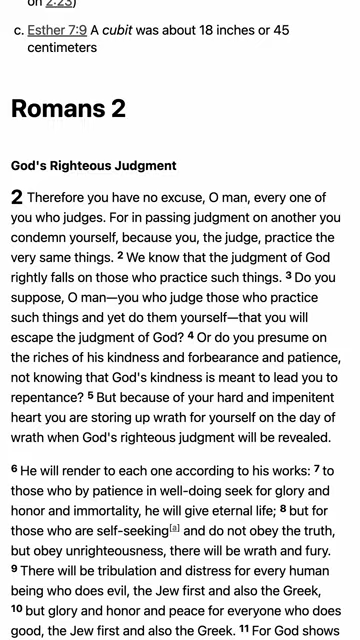 on 2:23)
c. Esther 7:9 A cubit was about 18 inches or 45
centimeters
Romans 2
God's Righteous Judgment
2 Therefore you have no excuse, O man, every one of
you who judges. For in passing judgment on another you
condemn yourself, because you, the judge, practice the
very same things. 2 We know that the judgment of God
rightly falls on those who practice such things. 3 Do you
suppose, O man—you who judge those who practice
such things and yet do them yourself—that you will
escape the judgment of God? 4 Or do you presume on
the riches of his kindness and forbearance and patience,
not knowing that God's kindness is meant to lead you to
repentance? 5 But because of your hard and impenitent
heart you are storing up wrath for yourself on the day of
wrath when God's righteous judgment will be revealed.
6 He will render to each one according to his works: 7 to
those who by patience in well-doing seek for glory and
honor and immortality, he will give eternal life; 8 but for
those who are self-seeking[a] and do not obey the truth,
but obey unrighteousness, there will be wrath and fury.
9 There will be tribulation and distress for every human
being who does evil, the Jew first and also the Greek,
10 but glory and honor and peace for everyone who does
good, the Jew first and also the Greek. 11 For God shows